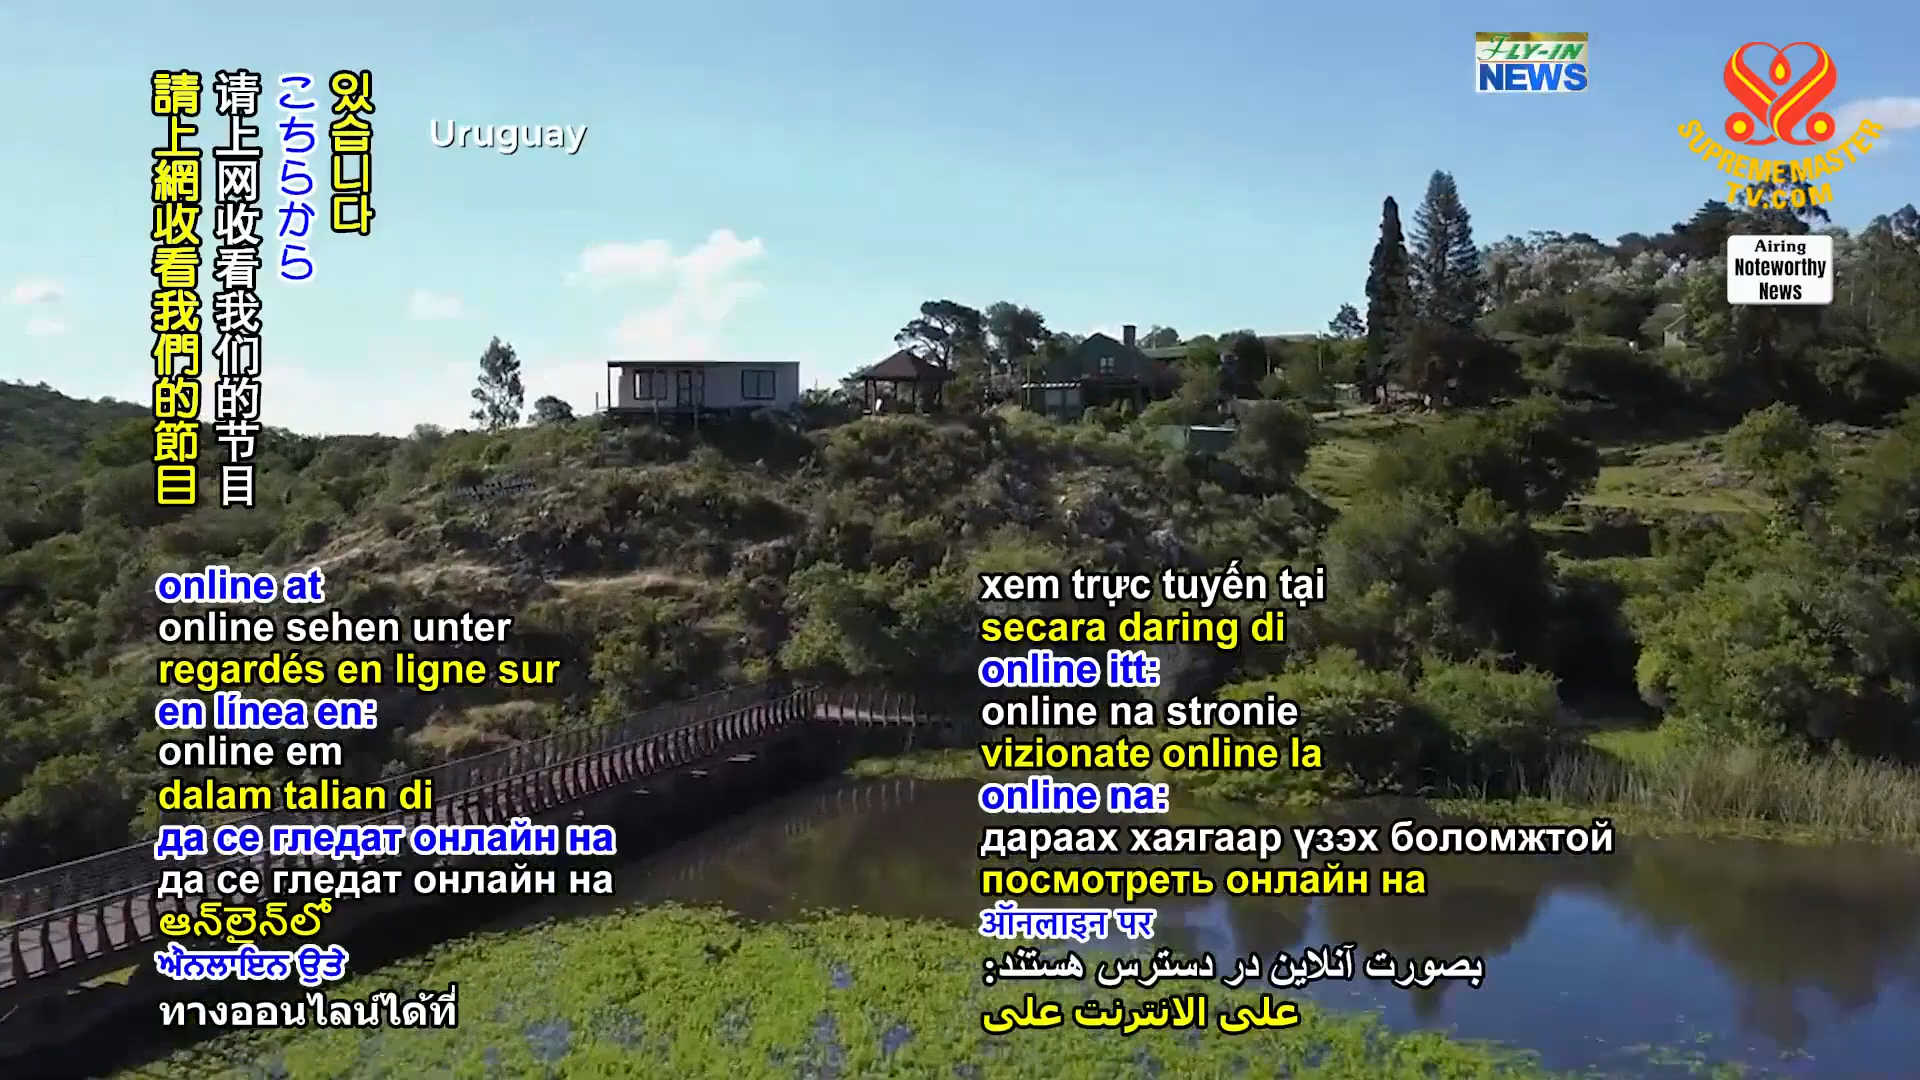 請上網收看我們的節目
请上网收看我们的节目
こちらから
있습니다
Uruguay
FLY-IN
NEWS
SUPREME MASTER
TV.COM
Airing
Noteworthy
News
online at
online sehen unter
regardés en ligne sur
en línea en:
online em
dalam talian di
да се гледат онлайн на
да се гледат онлайн на
ఆన్‌లైన్‌లో
ਔਨਲਾਇਨ ਉਤੇ
ทางออนไลน์ได้ที่
xem trực tuyến tại
secara daring di
online itt:
online na stronie
vizionate online la
online na:
дараах хаягаар үзэх боломжтой
посмотреть онлайн на
ऑनलाइन पर
بصورت آنلاین در دسترس هستند:
على الانترنت على